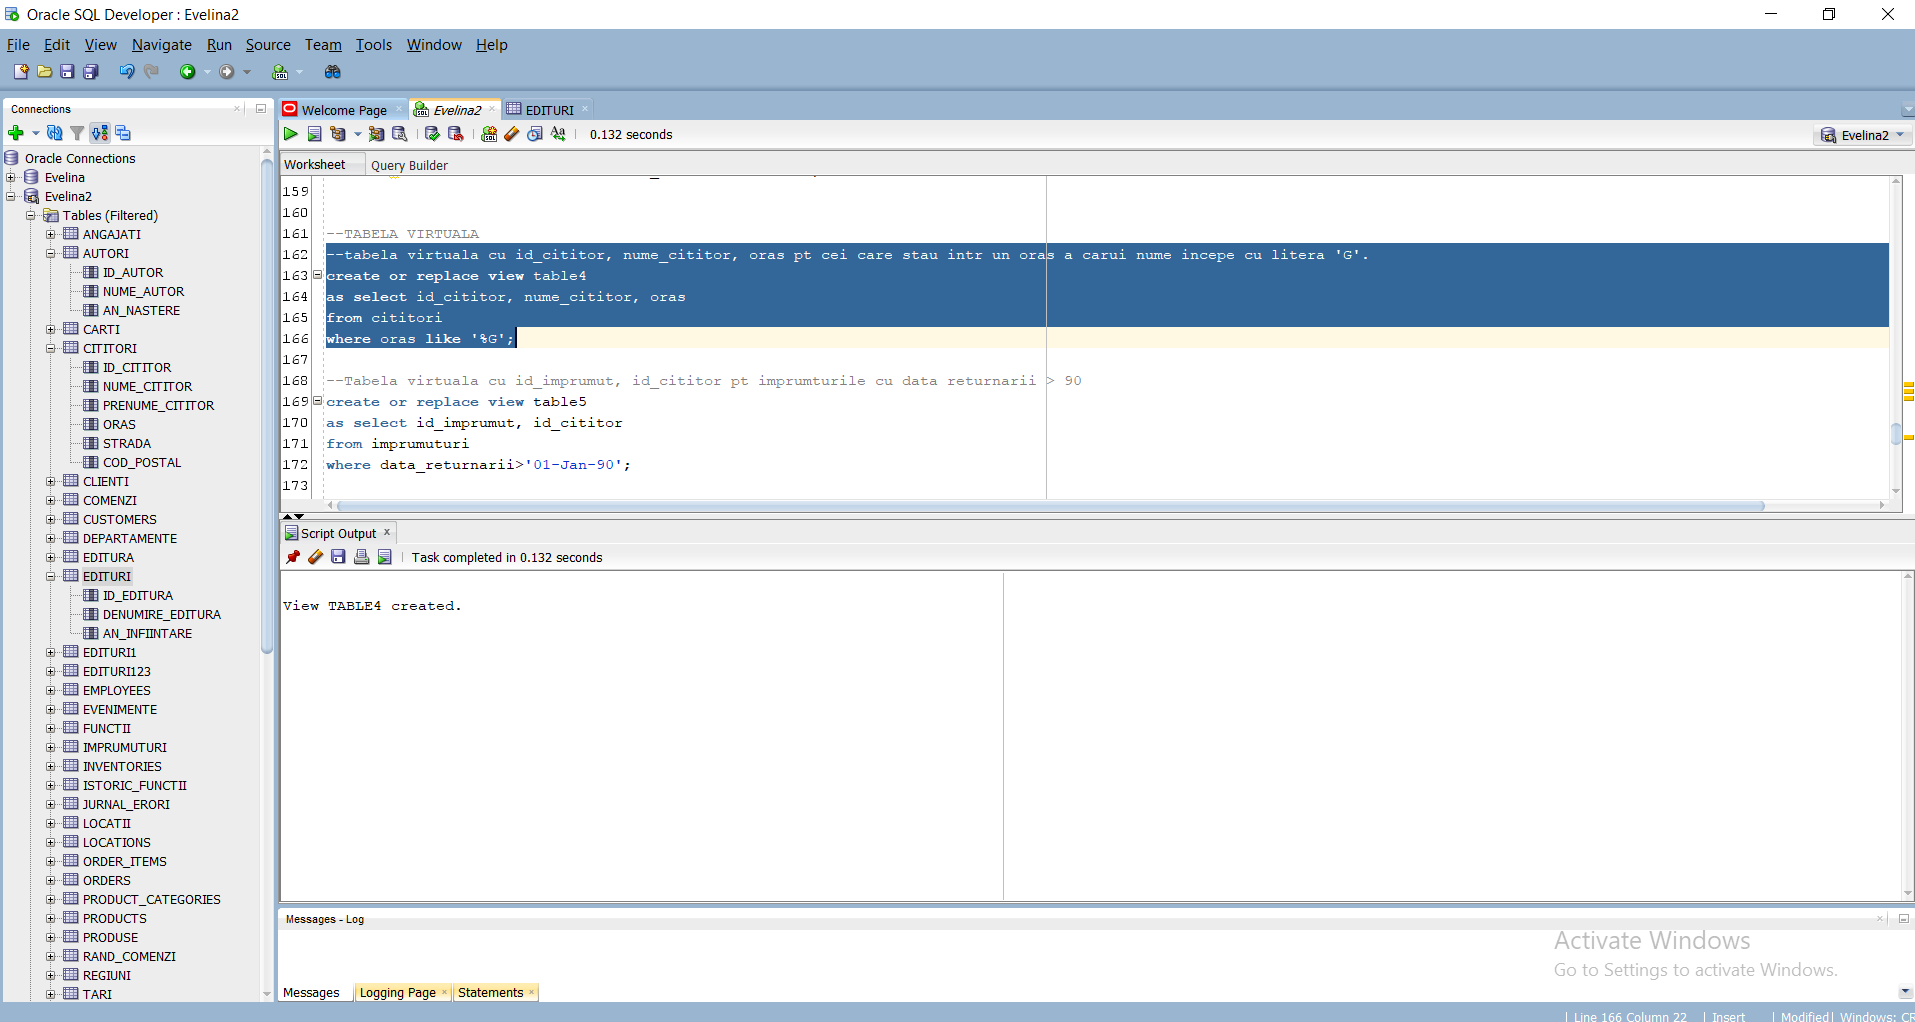 Oracle SQL Developer : Evelina2
File Edit View Navigate Run Source Team Tools Window Help
Connections
Oracle Connections
Evelina
Evelina2
Tables (Filtered)
ANGAJATI
AUTORI
ID_AUTOR
NUME_AUTOR
AN_NASTERE
CARTI
CITITORI
ID_CITITOR
NUME_CITITOR
PRENUME_CITITOR
ORAS
STRADA
COD_POSTAL
CLIENTI
COMENZI
CUSTOMERS
DEPARTAMENTE
EDITURA
EDITURI
ID_EDITURA
DENUMIRE_EDITURA
AN_INFIINTARE
EDITURI1
EDITURI123
EMPLOYEES
EVENIMENTE
FUNCTII
IMPRUMUTURI
INVENTORIES
ISTORIC_FUNCTII
JURNAL_ERORI
LOCATII
LOCATIONS
ORDER_ITEMS
ORDERS
PRODUCT_CATEGORIES
PRODUCTS
PRODUSE
RAND_COMENZI
REGIUNI
TARI
Welcome Page Evelina2 EDITURI
0.132 seconds Evelina2
Worksheet Query Builder
159
160
161 --TABELA VIRTUALA
162 --tabela virtuala cu id_cititor, nume_cititor, oras pt cei care stau intr un oras a carui nume incepe cu litera 'G'.
163 create or replace view table4
164 as select id_cititor, nume_cititor, oras
165 from cititori
166 where oras like '%G';
167
168 --Tabela virtuala cu id_imprumut, id_cititor pt imprumturile cu data returnarii > 90
169 create or replace view table5
170 as select id_imprumut, id_cititor
171 from imprumuturi
172 where data_returnarii>'01-Jan-90';
173
Script Output
Task completed in 0.132 seconds
View TABLE4 created.
Messages - Log
Activate Windows
Go to Settings to activate Windows.
Messages Logging Page Statements
Line 166 Column 22 Insert Modified Windows: CR